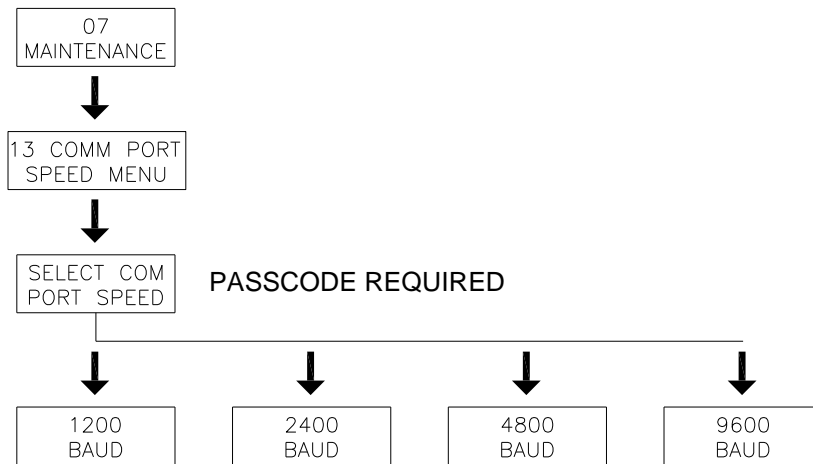 07
MAINTENANCE
13 COMM PORT
SPEED MENU
SELECT COM
PORT SPEED
PASSCODE REQUIRED
1200
BAUD
2400
BAUD
4800
BAUD
9600
BAUD